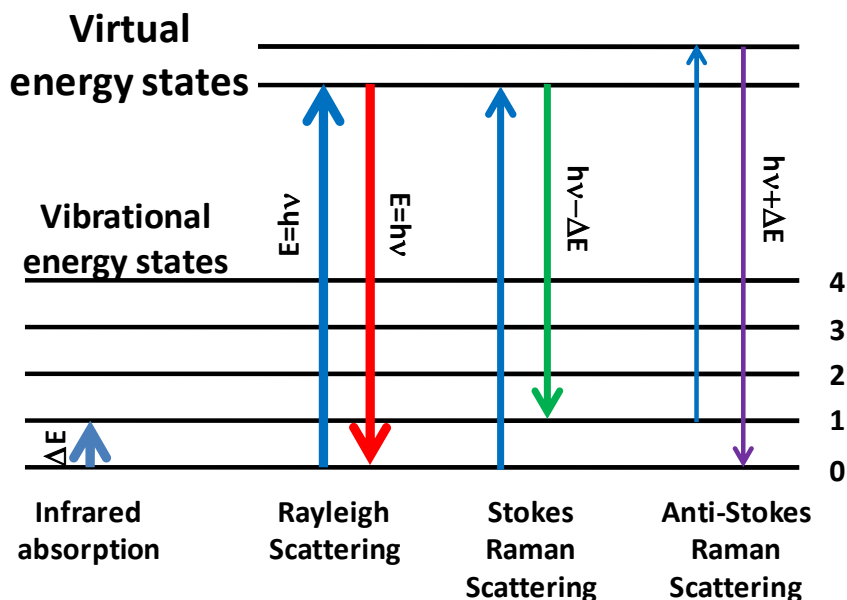 Virtual
energy states
Vibrational
energy states
E=hν
E=hν
hν−ΔE
hν+ΔE
4
3
2
1
0
ΔE
Infrared
absorption
Rayleigh
Scattering
Stokes
Raman
Scattering
Anti-Stokes
Raman
Scattering